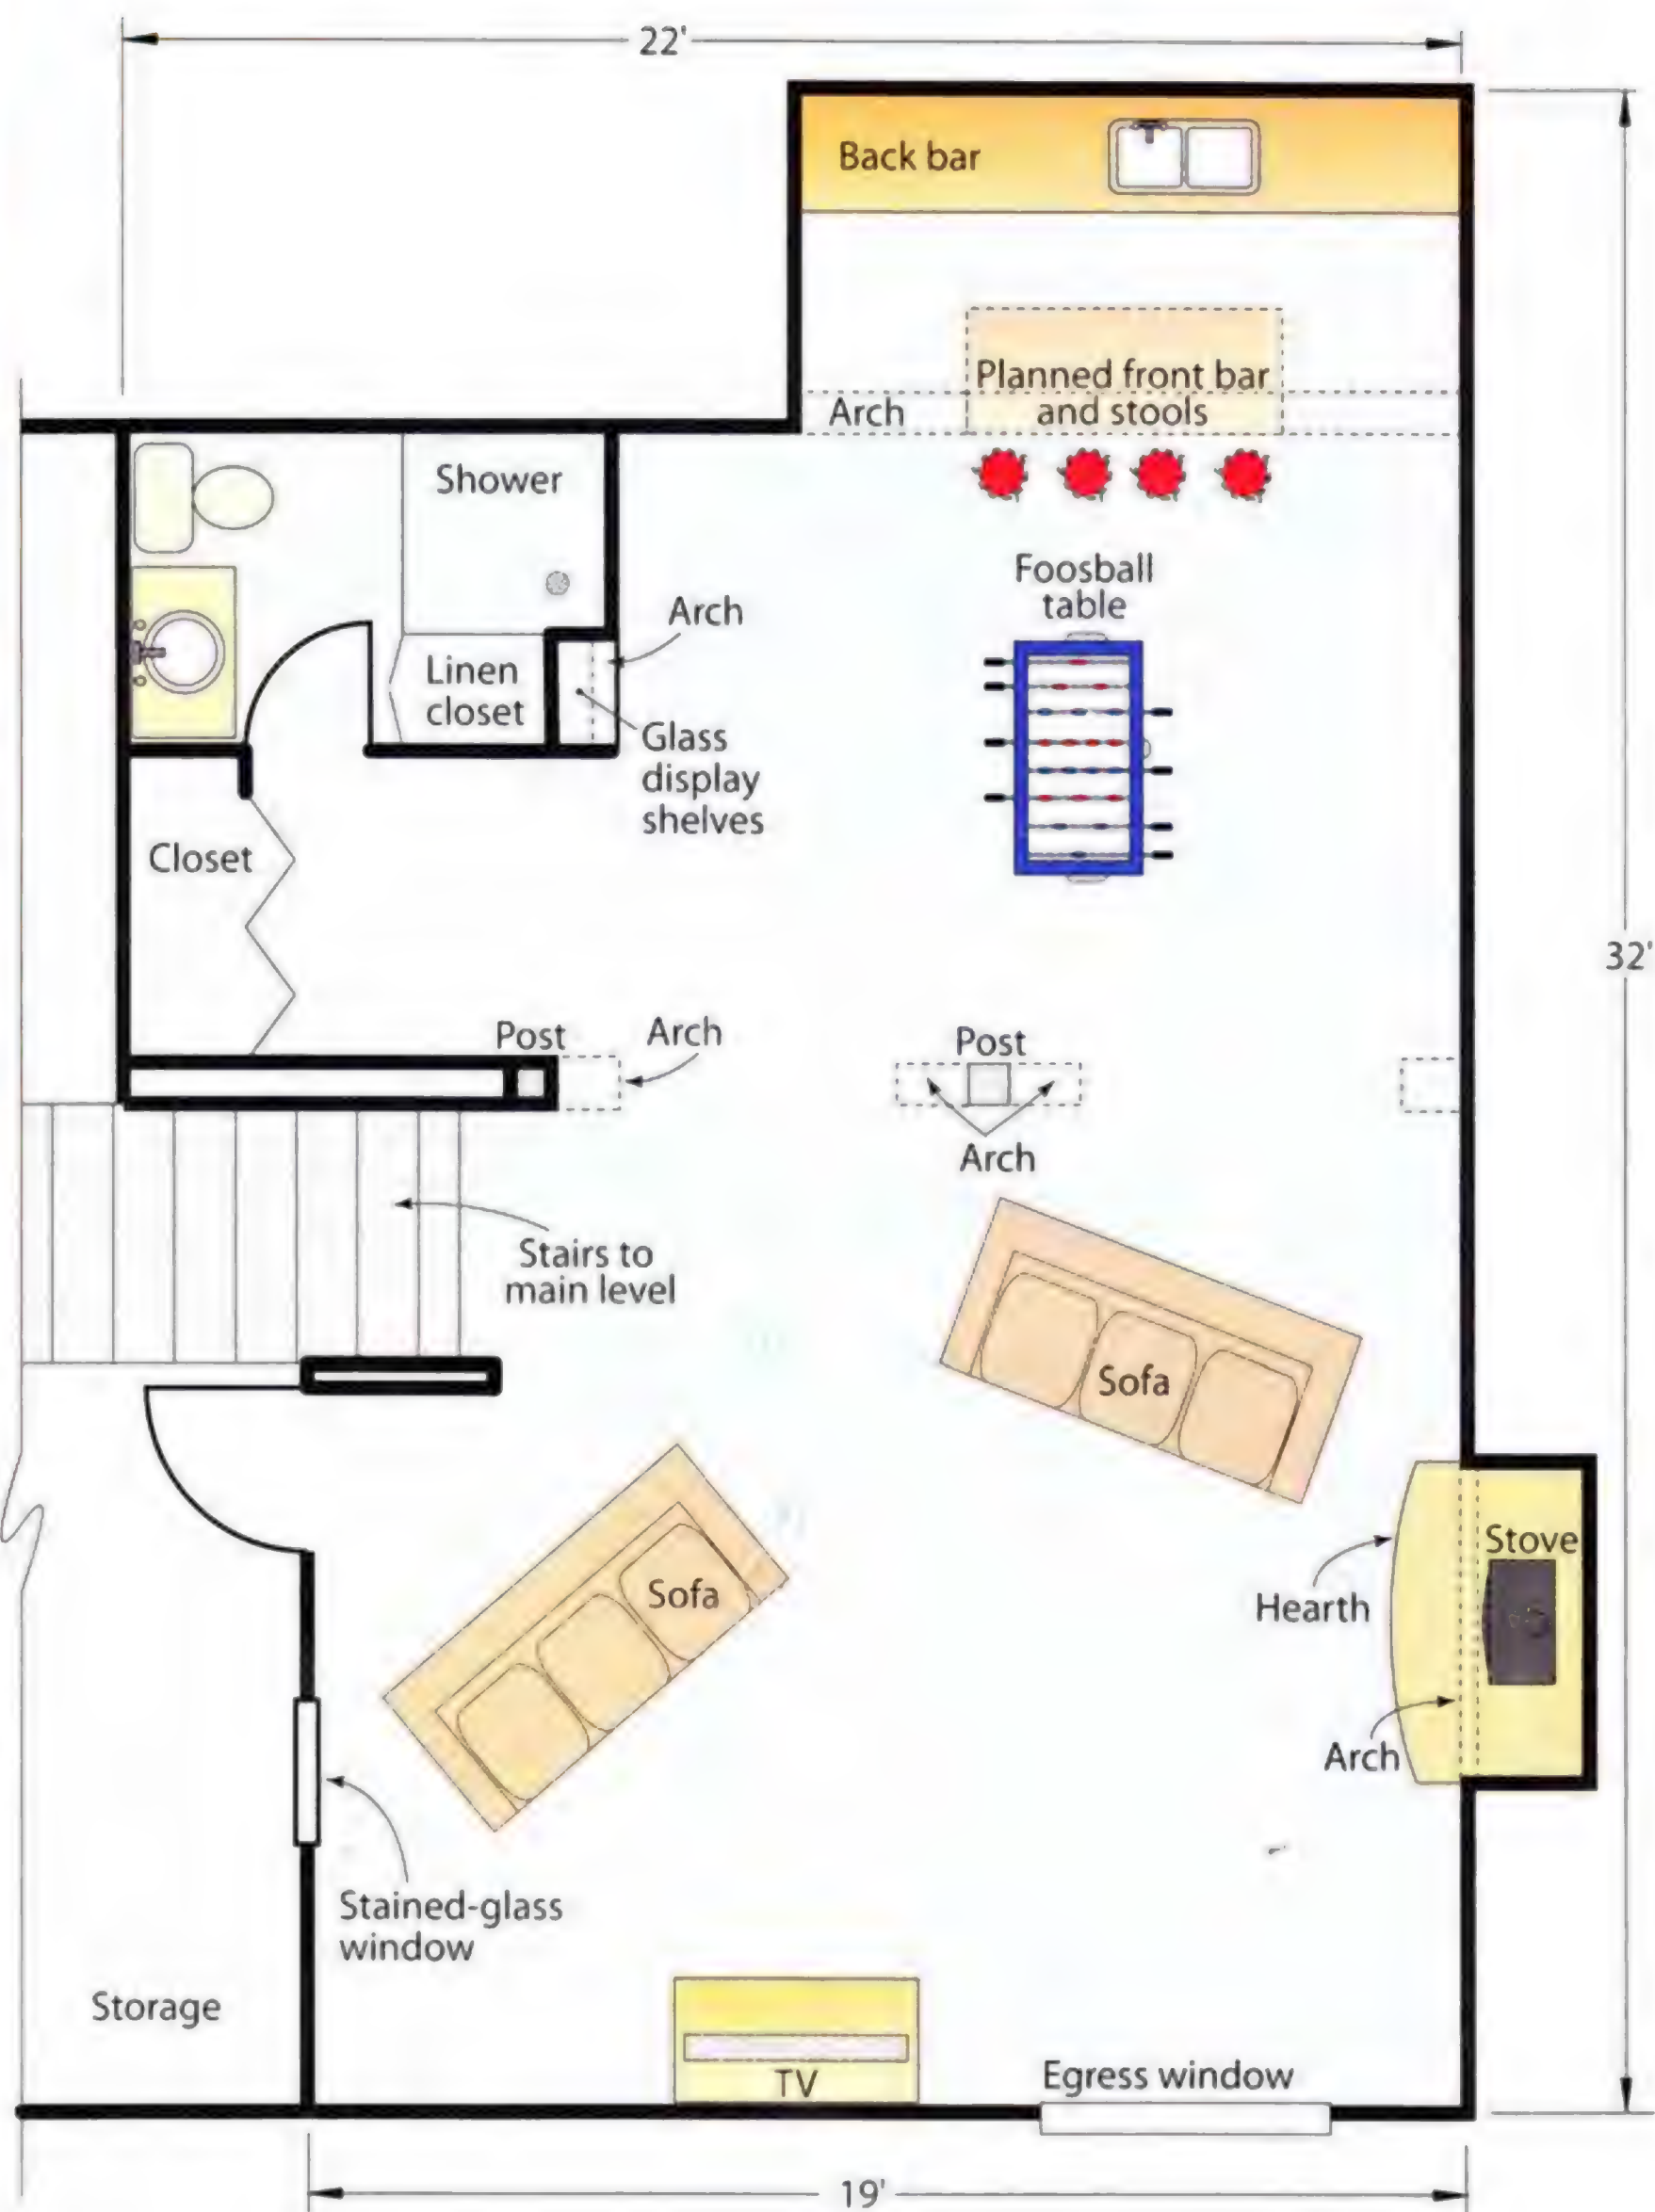 22'
Back bar
Planned front bar
and stools
Arch
Shower
Foosball
table
Arch
Linen
closet
Glass
display
shelves
Closet
32'
Post
Arch
Post
Arch
Stairs to
main level
Sofa
Stove
Sofa
Hearth
Arch
Stained-glass
window
Storage
TV
Egress window
19'